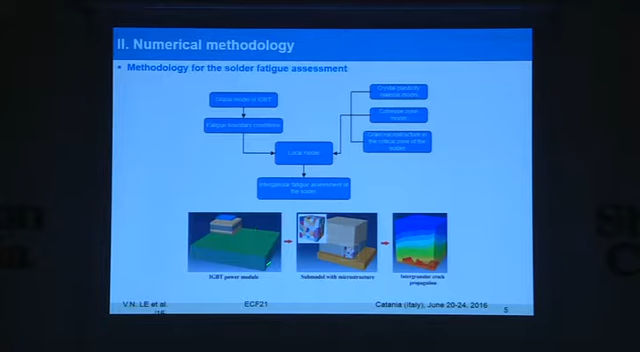 II. Numerical methodology
• Methodology for the solder fatigue assessment
Global model of IGBT
Fatigue boundary conditions
Crystal plasticity
material model
Cohesive zone
model
Grain microstructure in
the critical zone of the
solder
Local model
Intergranular fatigue assessment of
the solder
IGBT power module
Submodel with microstructure
Intergranular crack
propagation
V.N. LE et al.
ECF21
Catania (Italy), June 20-24, 2016
5